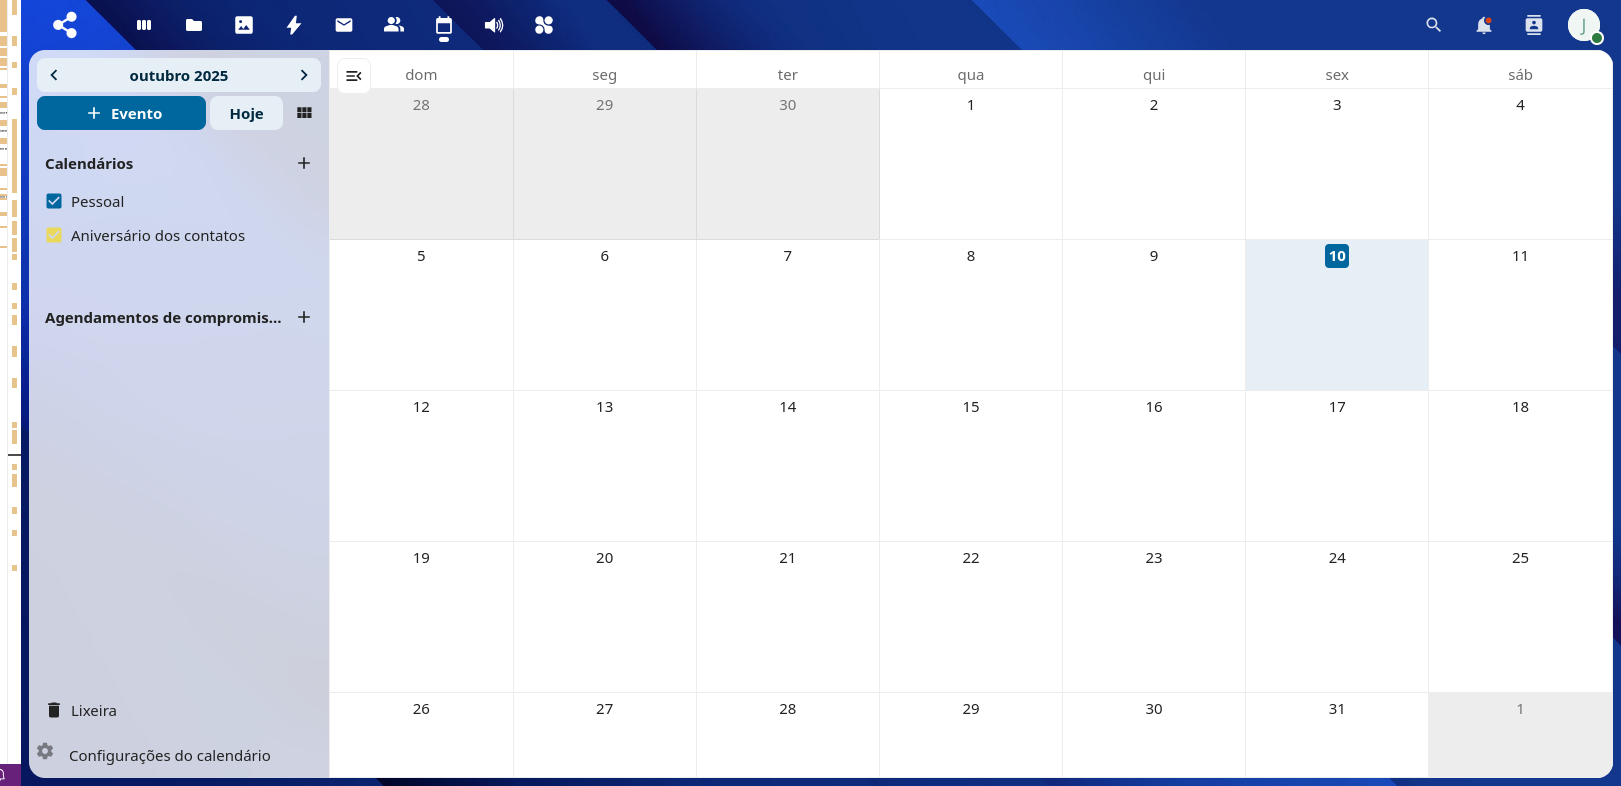 J
outubro 2025
Evento
Hoje
Calendários
Pessoal
Aniversário dos contatos
Agendamentos de compromis...
Lixeira
Configurações do calendário
dom seg ter qua qui sex sáb
28 29 30 1 2 3 4
5 6 7 8 9 10 11
12 13 14 15 16 17 18
19 20 21 22 23 24 25
26 27 28 29 30 31 1